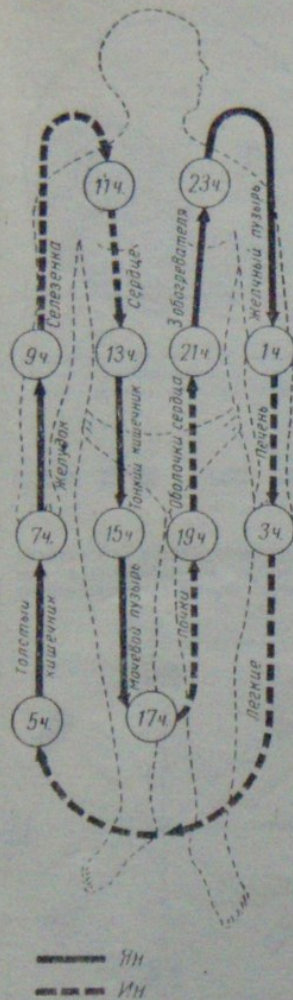 11ч.
23ч.
Селезенка
Сердце
3 обогревателя
Желчный пузырь
9ч
13ч.
21ч
1ч
Желудок
Тонкий кишечник
Оболочки сердца
Печень
7ч.
15ч
19ч
3ч.
Толстый
кишечник
Мочевой пузырь
Почки
Легкие
5ч.
17ч
Ян
Ин